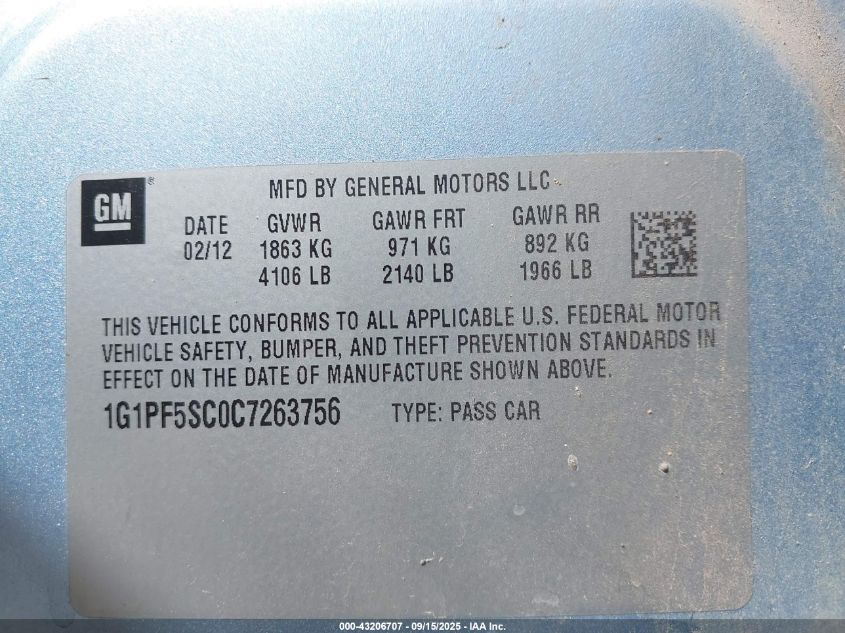 GM
MFD BY GENERAL MOTORS LLC
DATE GVWR GAWR FRT GAWR RR
02/12 1863 KG 971 KG 892 KG
4106 LB 2140 LB 1966 LB
THIS VEHICLE CONFORMS TO ALL APPLICABLE U.S. FEDERAL MOTOR
VEHICLE SAFETY, BUMPER, AND THEFT PREVENTION STANDARDS IN
EFFECT ON THE DATE OF MANUFACTURE SHOWN ABOVE.
1G1PF5SC0C7263756 TYPE: PASS CAR
000-43206707 - 09/15/2025 - IAA Inc.